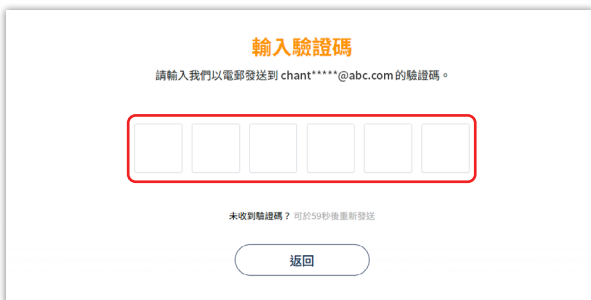 輸入驗證碼
請輸入我們以電郵發送到 chant*****@abc.com 的驗證碼。
未收到驗證碼？ 可於59秒後重新發送
返回